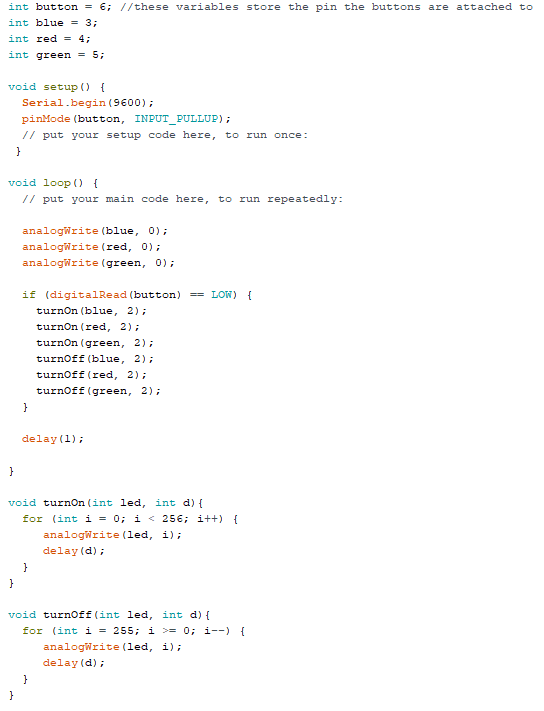 int button = 6; //these variables store the pin the buttons are attached to
int blue = 3;
int red = 4;
int green = 5;

void setup() {
  Serial.begin(9600);
  pinMode(button, INPUT_PULLUP);
  // put your setup code here, to run once:
 }

void loop() {
  // put your main code here, to run repeatedly:

  analogWrite(blue, 0);
  analogWrite(red, 0);
  analogWrite(green, 0);

  if (digitalRead(button) == LOW) {
    turnOn(blue, 2);
    turnOn(red, 2);
    turnOn(green, 2);
    turnOff(blue, 2);
    turnOff(red, 2);
    turnOff(green, 2);
  }

  delay(1);

}

void turnOn(int led, int d){
  for (int i = 0; i < 256; i++) {
     analogWrite(led, i);
     delay(d);
  }
}

void turnOff(int led, int d){
  for (int i = 255; i >= 0; i--) {
     analogWrite(led, i);
     delay(d);
  }
}